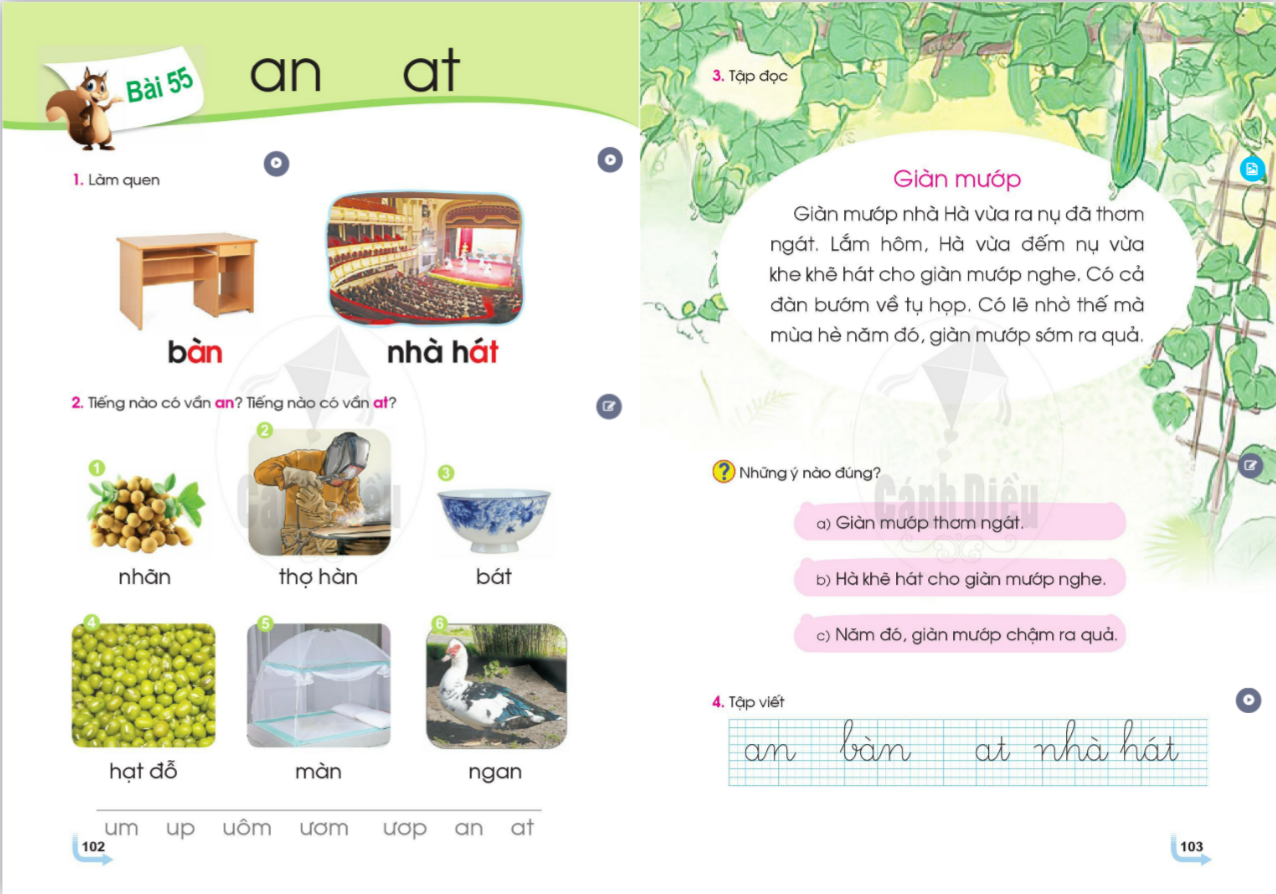 Bài 55
an at
1. Làm quen
bàn nhà hát
2. Tiếng nào có vần an? Tiếng nào có vần at?
1 2 3
nhãn thợ hàn bát
4 5 6
hạt đỗ màn ngan
um up uôm ươm ươp an at
102
Cánh Diều
3. Tập đọc
Giàn mướp
Giàn mướp nhà Hà vừa ra nụ đã thơm
ngát. Lắm hôm, Hà vừa đếm nụ vừa
khe khẽ hát cho giàn mướp nghe. Có cả
đàn bướm về tụ họp. Có lẽ nhờ thế mà
mùa hè năm đó, giàn mướp sớm ra quả.
? Những ý nào đúng?
Cánh Diều
a) Giàn mướp thơm ngát.
b) Hà khẽ hát cho giàn mướp nghe.
c) Năm đó, giàn mướp chậm ra quả.
4. Tập viết
an bàn at nhà hát
103